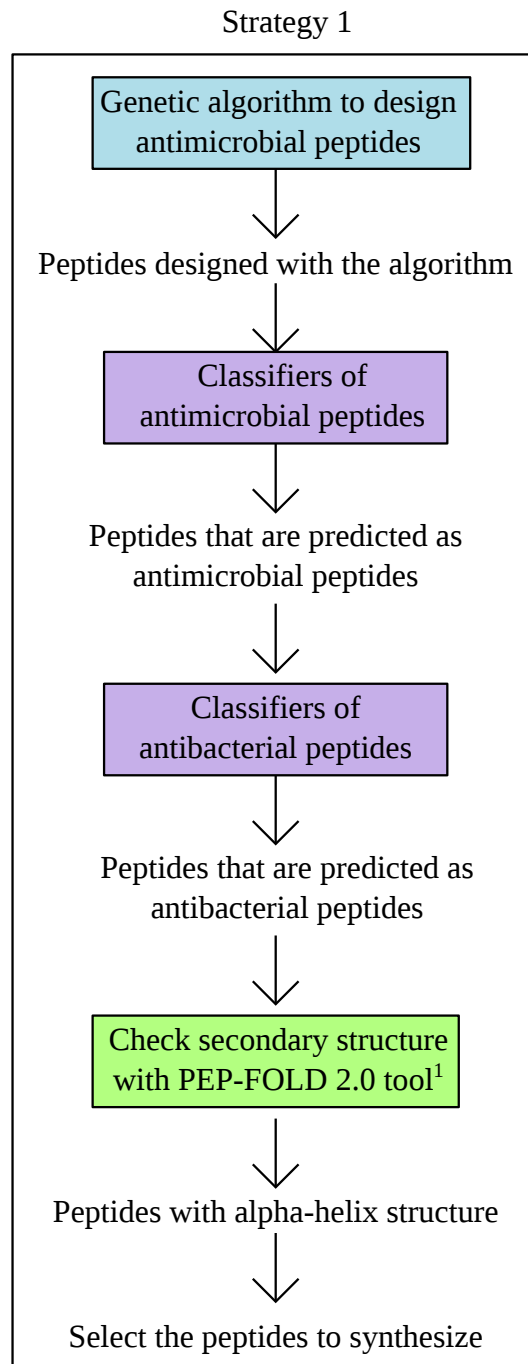 Strategy 1
Genetic algorithm to design
antimicrobial peptides
Peptides designed with the algorithm
Classifiers of
antimicrobial peptides
Peptides that are predicted as
antimicrobial peptides
Classifiers of
antibacterial peptides
Peptides that are predicted as
antibacterial peptides
Check secondary structure
with PEP-FOLD 2.0 tool¹
Peptides with alpha-helix structure
Select the peptides to synthesize